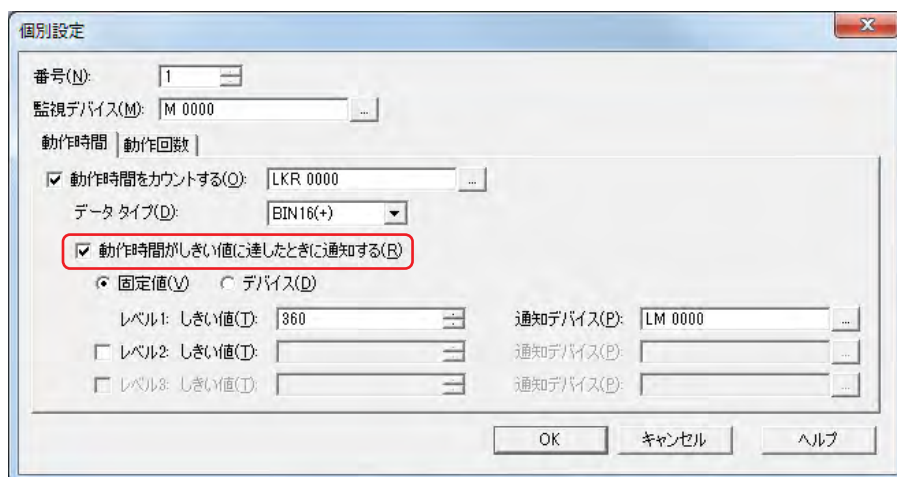 個別設定
番号(N): 1
監視デバイス(M): M 0000 ...
動作時間 動作回数
動作時間をカウントする(O): LKR 0000 ...
データ タイプ(D): BIN16(+)
動作時間がしきい値に達したときに通知する(R)
固定値(V) デバイス(D)
レベル1: しきい値(T): 360 通知デバイス(P): LM 0000 ...
レベル2: しきい値(T): 通知デバイス(P): ...
レベル3: しきい値(T): 通知デバイス(P): ...
OK キャンセル ヘルプ